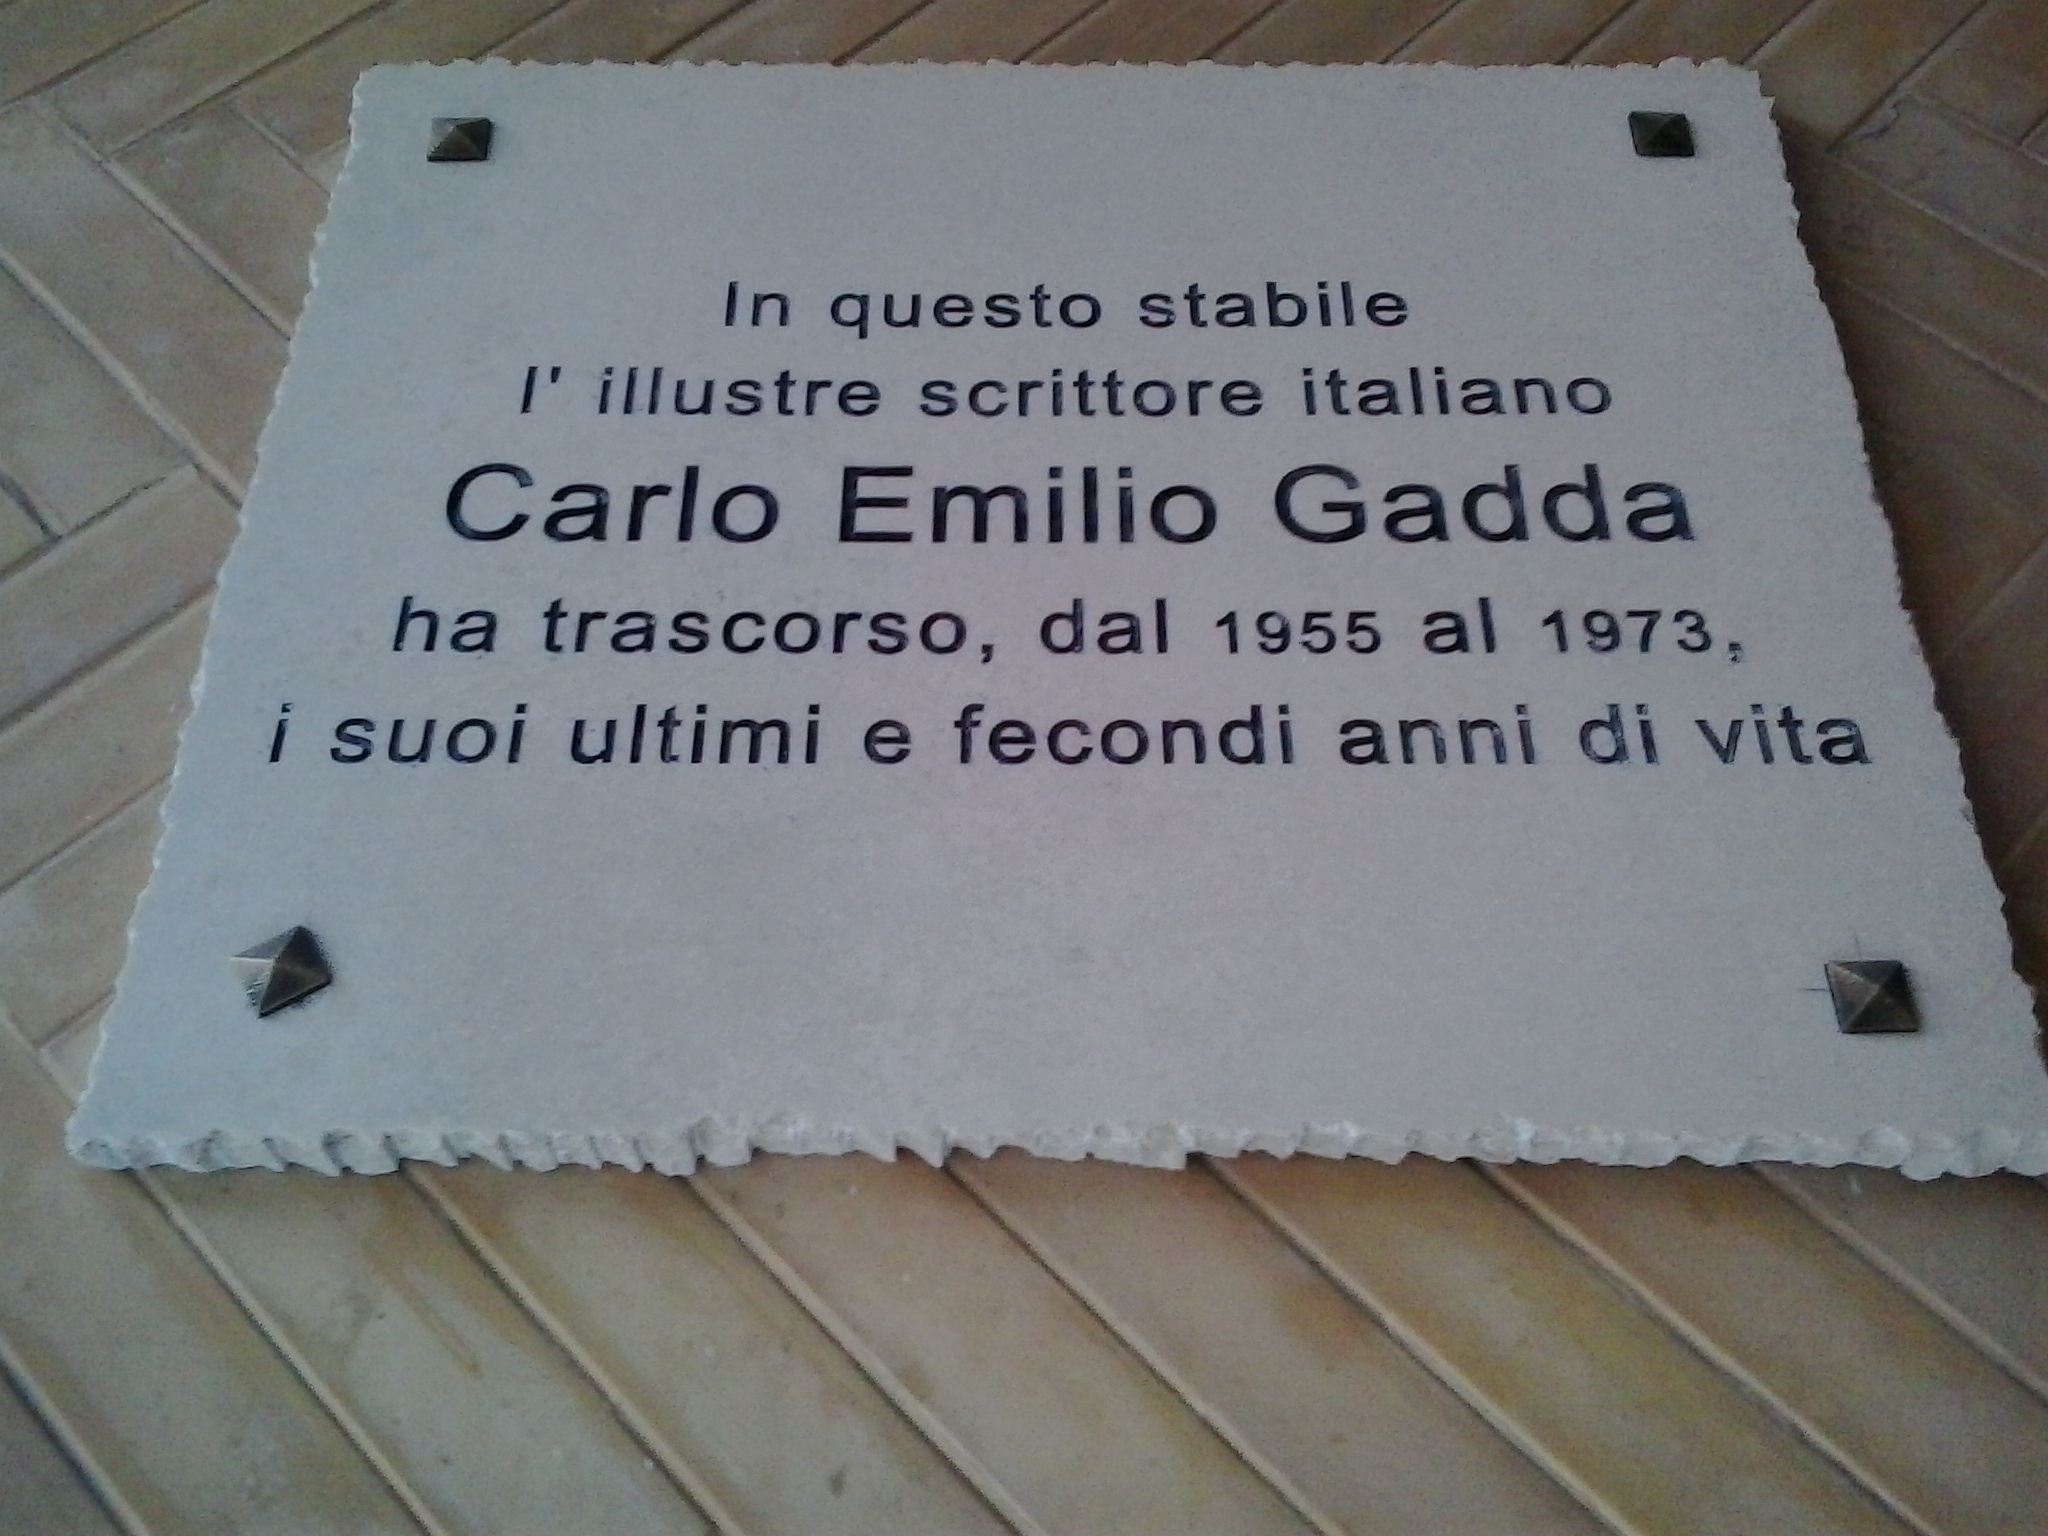 In questo stabile
l' illustre scrittore italiano
Carlo Emilio Gadda
ha trascorso, dal 1955 al 1973,
i suoi ultimi e fecondi anni di vita